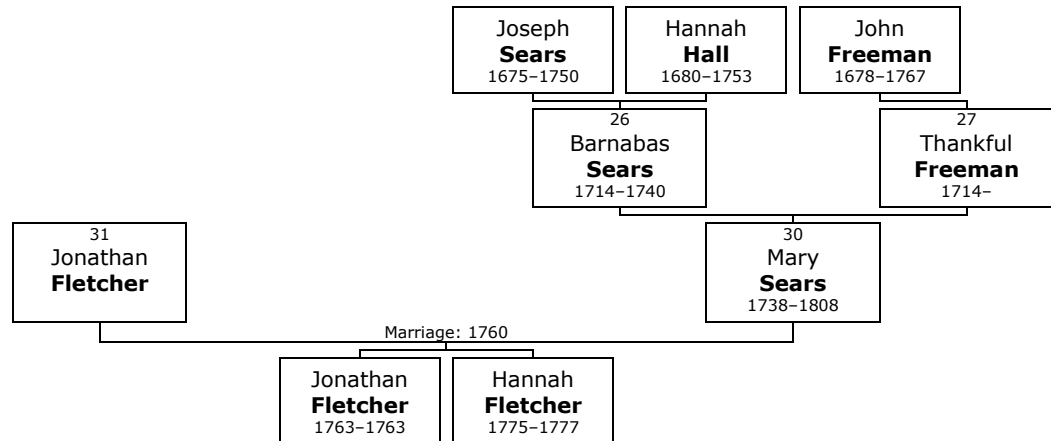 Joseph
Sears
1675–1750
Hannah
Hall
1680–1753
John
Freeman
1678–1767
26
Barnabas
Sears
1714–1740
27
Thankful
Freeman
1714–
31
Jonathan
Fletcher
30
Mary
Sears
1738–1808
Marriage: 1760
Jonathan
Fletcher
1763–1763
Hannah
Fletcher
1775–1777